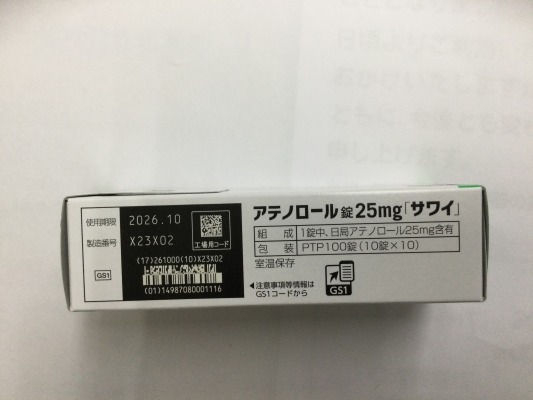 使用期限 2026.10
製造番号 X23X02
工場用コード
GS1
(17)261000(10)X23X02
(01)14987080001116
アテノロール錠25mg「サワイ」
組成 1錠中、日局アテノロール25mg含有
包装 PTP100錠(10錠×10)
室温保存
◀注意事項等情報は
GS1コードから
GS1